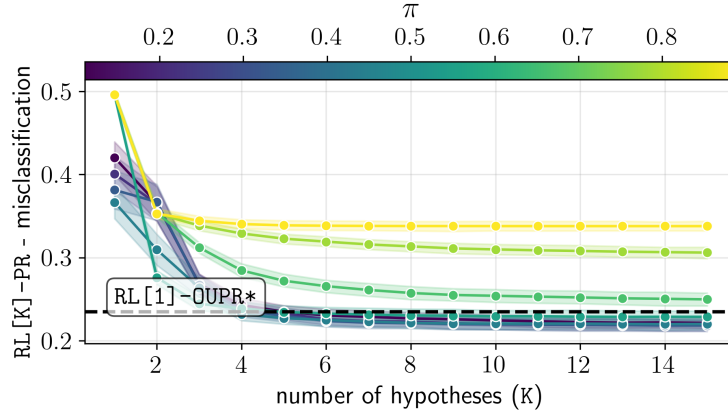 π
0.2 0.3 0.4 0.5 0.6 0.7 0.8
RL[K]-PR - misclassification
0.5
0.4
0.3
0.2
RL[1]-OUPR*
2 4 6 8 10 12 14
number of hypotheses (K)